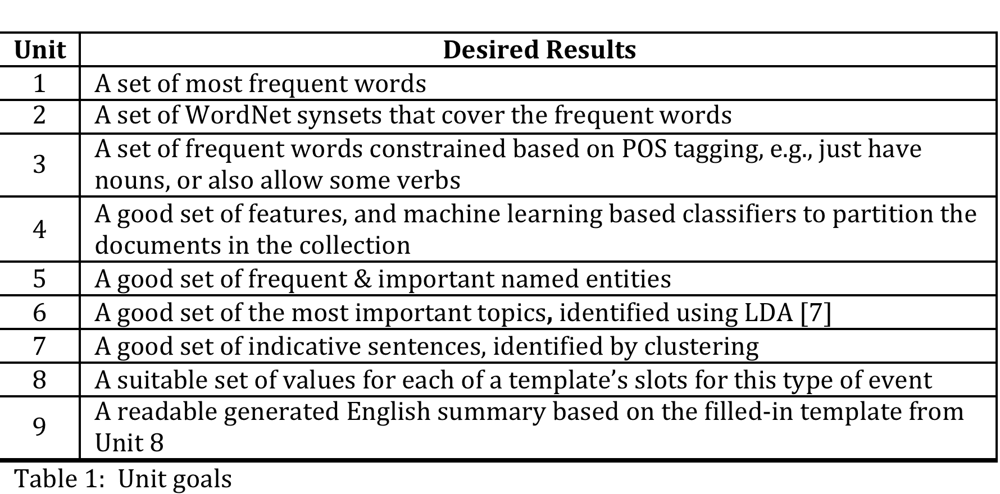 Unit Desired Results
1 A set of most frequent words
2 A set of WordNet synsets that cover the frequent words
3 A set of frequent words constrained based on POS tagging, e.g., just have
nouns, or also allow some verbs
4 A good set of features, and machine learning based classifiers to partition the
documents in the collection
5 A good set of frequent & important named entities
6 A good set of the most important topics, identified using LDA [7]
7 A good set of indicative sentences, identified by clustering
8 A suitable set of values for each of a template’s slots for this type of event
9 A readable generated English summary based on the filled-in template from
Unit 8
Table 1: Unit goals